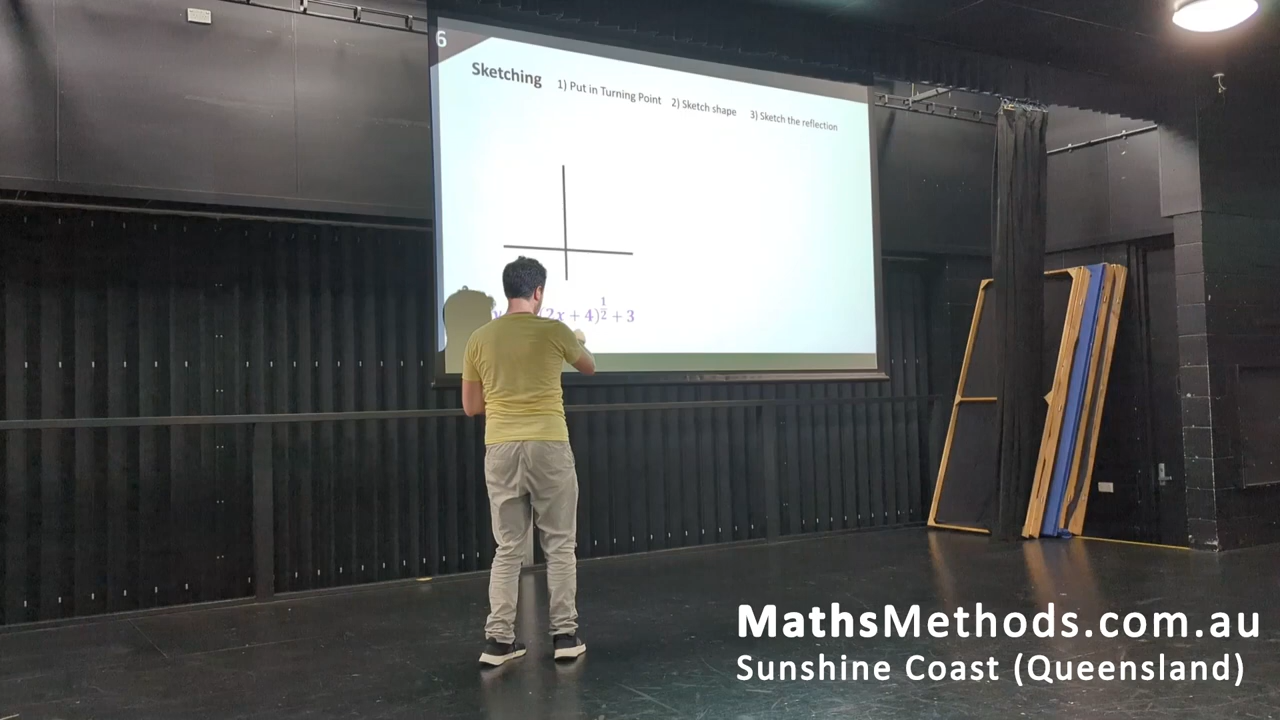 6
Sketching 1) Put in Turning Point 2) Sketch shape 3) Sketch the reflection
(2x + 4)^{1/2} + 3
MathsMethods.com.au
Sunshine Coast (Queensland)